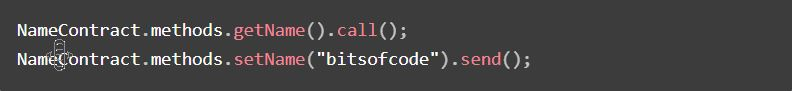 NameContract.methods.getName().call();
NameContract.methods.setName("bitsofcode").send();